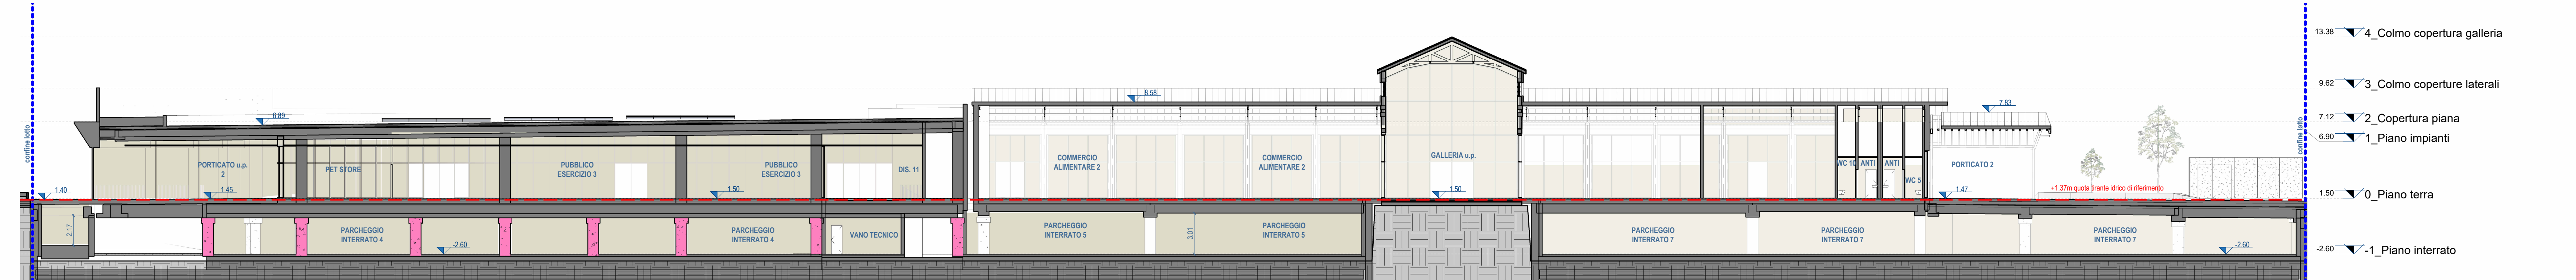 13.38 4_Colmo copertura galleria
9.62 3_Colmo coperture laterali
8.58
7.83
6.89
7.12 2_Copertura piana
6.90 1_Piano impianti
confine lotto
confine lotto
PORTICATO u.p.
2
PET STORE
PUBBLICO
ESERCIZIO 3
PUBBLICO
ESERCIZIO 3
DIS. 11
COMMERCIO
ALIMENTARE 2
COMMERCIO
ALIMENTARE 2
GALLERIA u.p.
WC 10
ANTI
ANTI
WC 5
PORTICATO 2
1.40
1.45
1.50
1.50
1.47
+1.37m quota tirante idrico di riferimento
1.50 0_Piano terra
2.17
PARCHEGGIO
INTERRATO 4
-2.60
PARCHEGGIO
INTERRATO 4
VANO TECNICO
PARCHEGGIO
INTERRATO 5
3.01
PARCHEGGIO
INTERRATO 5
PARCHEGGIO
INTERRATO 7
PARCHEGGIO
INTERRATO 7
PARCHEGGIO
INTERRATO 7
-2.60
-2.60 -1_Piano interrato